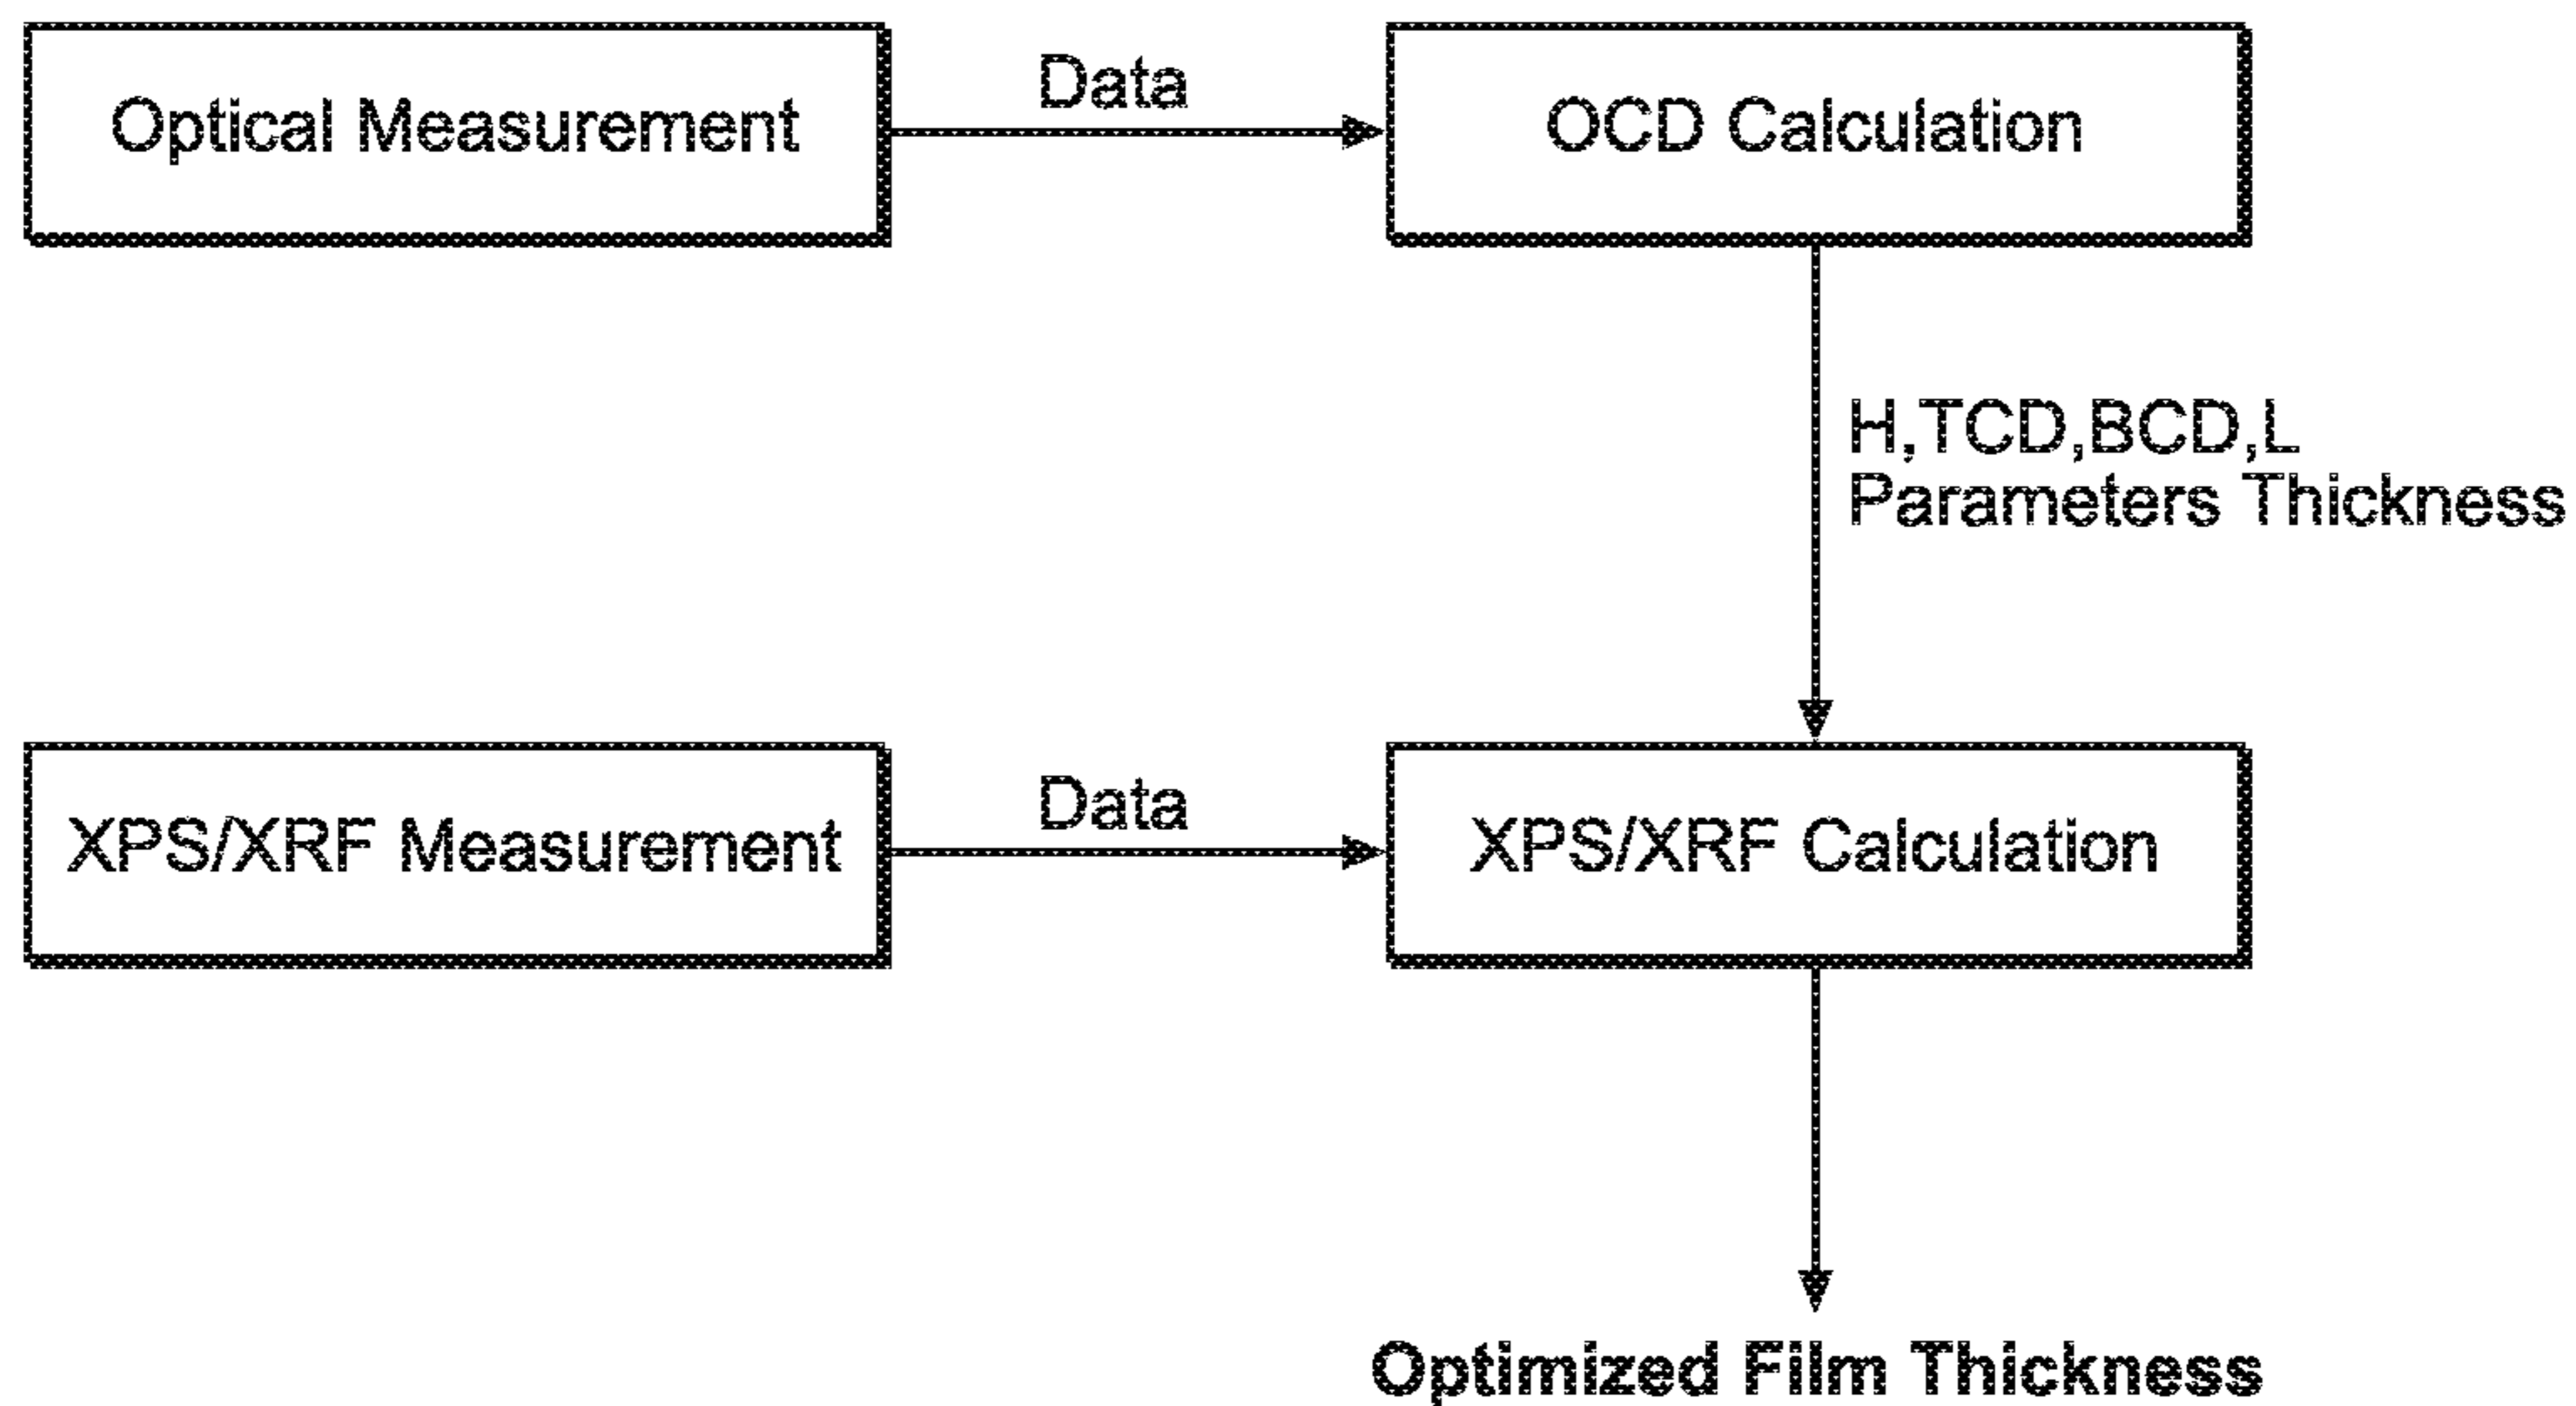 Data
Optical Measurement
OCD Calculation
H,TCD,BCD,L
Parameters Thickness
Data
XPS/XRF Measurement
XPS/XRF Calculation
Optimized Film Thickness